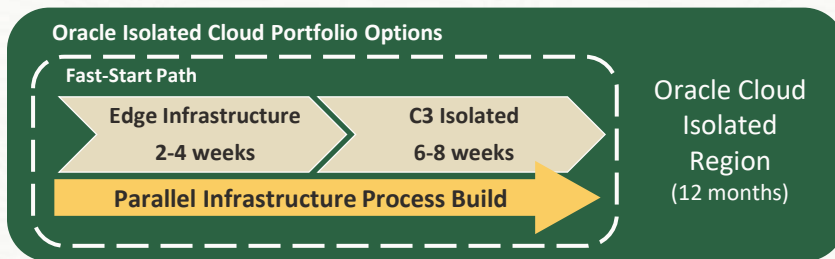 Oracle Isolated Cloud Portfolio Options
Fast-Start Path
Edge Infrastructure
2-4 weeks
C3 Isolated
6-8 weeks
Parallel Infrastructure Process Build
Oracle Cloud
Isolated
Region
(12 months)